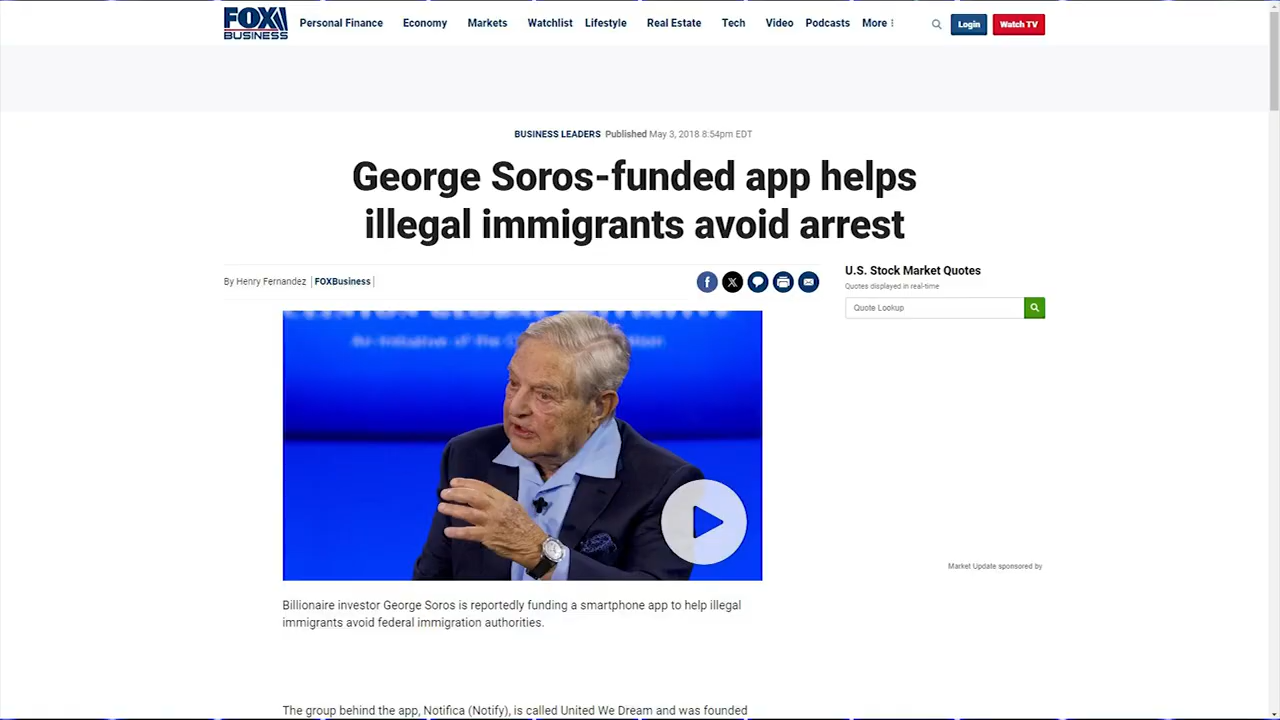 FOX
BUSINESS
Personal Finance Economy Markets Watchlist Lifestyle Real Estate Tech Video Podcasts More Login Watch TV
BUSINESS LEADERS Published May 3, 2018 8:54pm EDT
George Soros-funded app helps
illegal immigrants avoid arrest
By Henry Fernandez FOXBusiness
U.S. Stock Market Quotes
Quotes displayed in real-time
Quote Lookup
An Initiative of the
Market Update sponsored by
Billionaire investor George Soros is reportedly funding a smartphone app to help illegal
immigrants avoid federal immigration authorities.
The group behind the app, Notifica (Notify), is called United We Dream and was founded